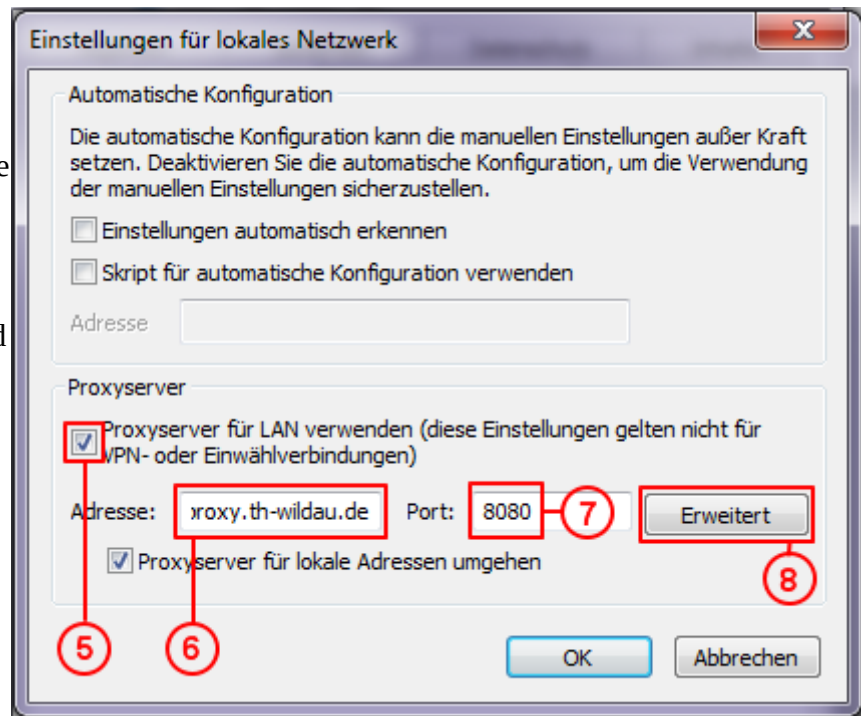 Einstellungen für lokales Netzwerk
Automatische Konfiguration
Die automatische Konfiguration kann die manuellen Einstellungen außer Kraft
setzen. Deaktivieren Sie die automatische Konfiguration, um die Verwendung
der manuellen Einstellungen sicherzustellen.
Einstellungen automatisch erkennen
Skript für automatische Konfiguration verwenden
Adresse
Proxyserver
Proxyserver für LAN verwenden (diese Einstellungen gelten nicht für
VPN- oder Einwählverbindungen)
Adresse: proxy.th-wildau.de Port: 8080 7 Erweitert
Proxyserver für lokale Adressen umgehen
8
5 6
OK Abbrechen